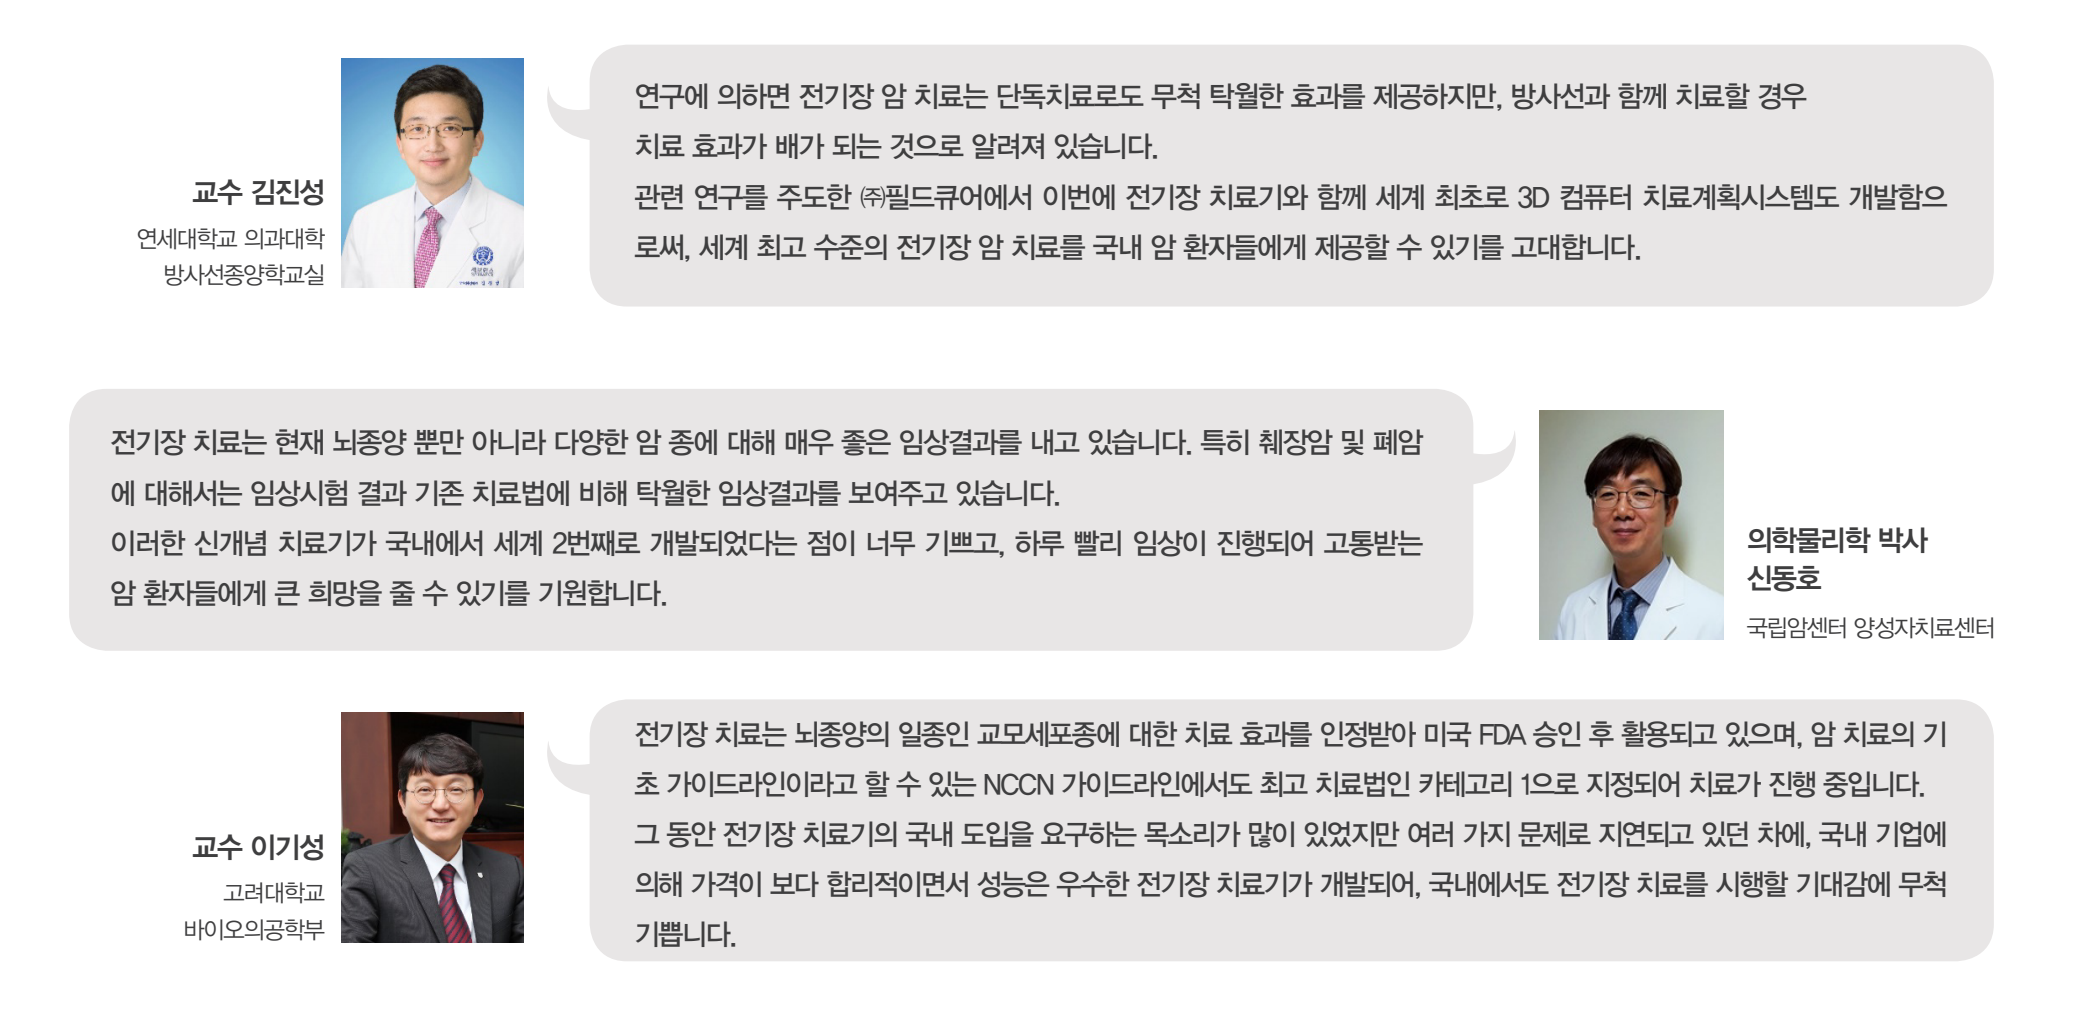 교수 김진성
연세대학교 의과대학
방사선종양학교실
연구에 의하면 전기장 암 치료는 단독치료로도 무척 탁월한 효과를 제공하지만, 방사선과 함께 치료할 경우
치료 효과가 배가 되는 것으로 알려져 있습니다.
관련 연구를 주도한 ㈜필드큐어에서 이번에 전기장 치료기와 함께 세계 최초로 3D 컴퓨터 치료계획시스템도 개발함으
로써, 세계 최고 수준의 전기장 암 치료를 국내 암 환자들에게 제공할 수 있기를 고대합니다.
전기장 치료는 현재 뇌종양 뿐만 아니라 다양한 암 종에 대해 매우 좋은 임상결과를 내고 있습니다. 특히 췌장암 및 폐암
에 대해서는 임상시험 결과 기존 치료법에 비해 탁월한 임상결과를 보여주고 있습니다.
이러한 신개념 치료기가 국내에서 세계 2번째로 개발되었다는 점이 너무 기쁘고, 하루 빨리 임상이 진행되어 고통받는
암 환자들에게 큰 희망을 줄 수 있기를 기원합니다.
의학물리학 박사
신동호
국립암센터 양성자치료센터
교수 이기성
고려대학교
바이오의공학부
전기장 치료는 뇌종양의 일종인 교모세포종에 대한 치료 효과를 인정받아 미국 FDA 승인 후 활용되고 있으며, 암 치료의 기
초 가이드라인이라고 할 수 있는 NCCN 가이드라인에서도 최고 치료법인 카테고리 1으로 지정되어 치료가 진행 중입니다.
그 동안 전기장 치료기의 국내 도입을 요구하는 목소리가 많이 있었지만 여러 가지 문제로 지연되고 있던 차에, 국내 기업에
의해 가격이 보다 합리적이면서 성능은 우수한 전기장 치료기가 개발되어, 국내에서도 전기장 치료를 시행할 기대감에 무척
기쁩니다.